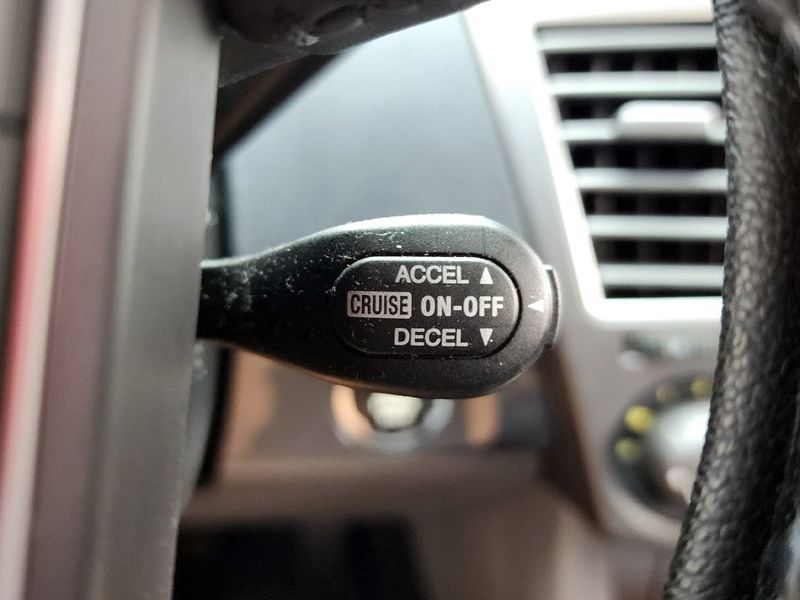 ACCEL ▲
CRUISE ON-OFF ◀
DECEL ▼